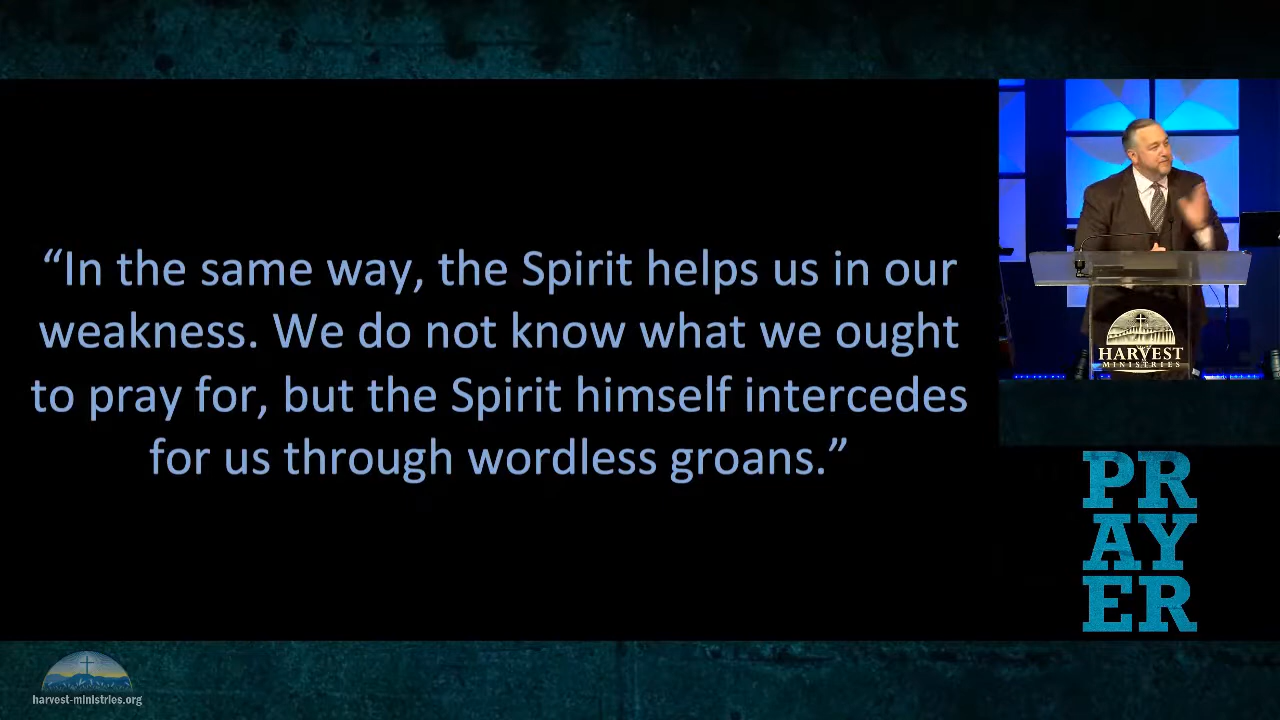 “In the same way, the Spirit helps us in our
weakness. We do not know what we ought
to pray for, but the Spirit himself intercedes
for us through wordless groans.”
HARVEST
MINISTRIES
PR
AY
ER
harvest-ministries.org